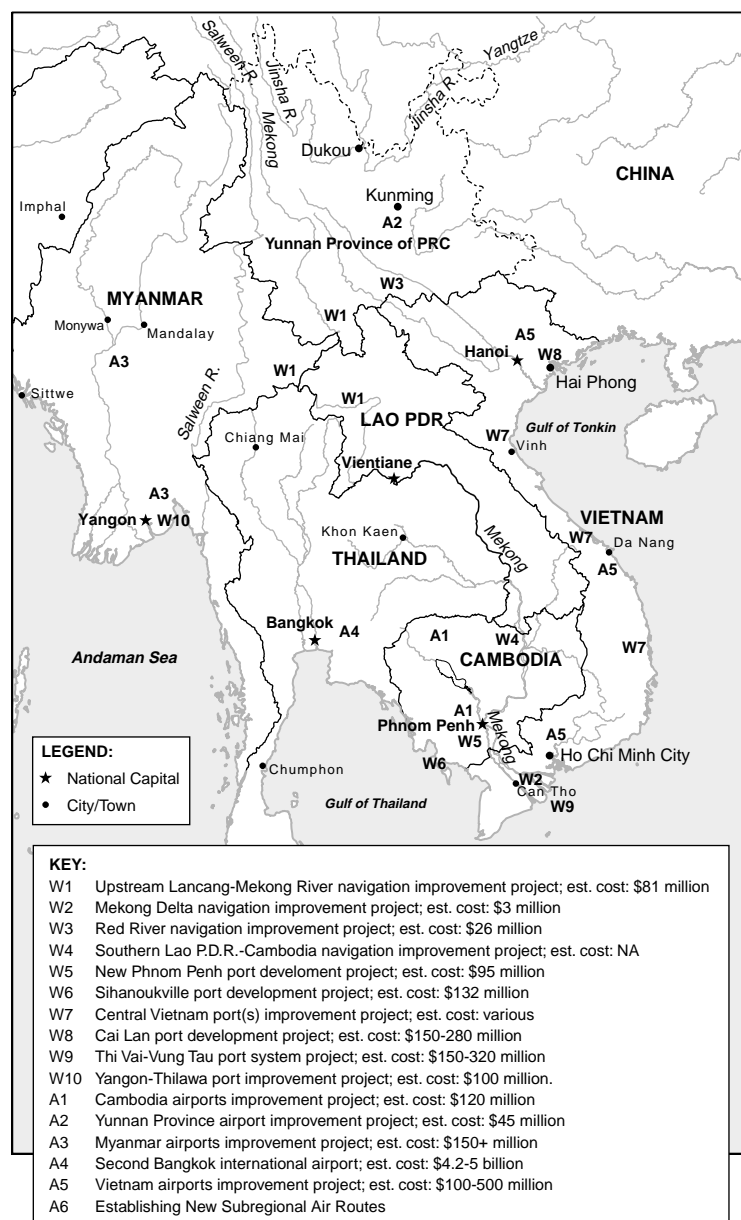 Salween R.
Jinsha R.
Mekong
Yangtze
Jinsha R.
Dukou
CHINA
Imphal
Kunming
A2
Yunnan Province of PRC
W3
MYANMAR
W1
Monywa
Mandalay
A5
Hanoi
W8
A3
W1
Hai Phong
Sittwe
W1
Salween R.
LAO PDR
Gulf of Tonkin
Chiang Mai
W7
Vinh
Vientiane
A3
Yangon
W10
VIETNAM
Khon Kaen
Mekong
W7
THAILAND
Da Nang
A5
Bangkok
A4
A1
W4
W7
Andaman Sea
CAMBODIA
A1
Phnom Penh
Mekong
W5
A5
LEGEND:
Ho Chi Minh City
W6
National Capital
Chumphon
W2
City/Town
Can Tho
Gulf of Thailand
W9
KEY:
W1 Upstream Lancang-Mekong River navigation improvement project; est. cost: $81 million
W2 Mekong Delta navigation improvement project; est. cost: $3 million
W3 Red River navigation improvement project; est. cost: $26 million
W4 Southern Lao P.D.R.-Cambodia navigation improvement project; est. cost: NA
W5 New Phnom Penh port develoment project; est. cost: $95 million
W6 Sihanoukville port development project; est. cost: $132 million
W7 Central Vietnam port(s) improvement project; est. cost: various
W8 Cai Lan port development project; est. cost: $150-280 million
W9 Thi Vai-Vung Tau port system project; est. cost: $150-320 million
W10 Yangon-Thilawa port improvement project; est. cost: $100 million.
A1 Cambodia airports improvement project; est. cost: $120 million
A2 Yunnan Province airport improvement project; est. cost: $45 million
A3 Myanmar airports improvement project; est. cost: $150+ million
A4 Second Bangkok international airport; est. cost: $4.2-5 billion
A5 Vietnam airports improvement project; est. cost: $100-500 million
A6 Establishing New Subregional Air Routes